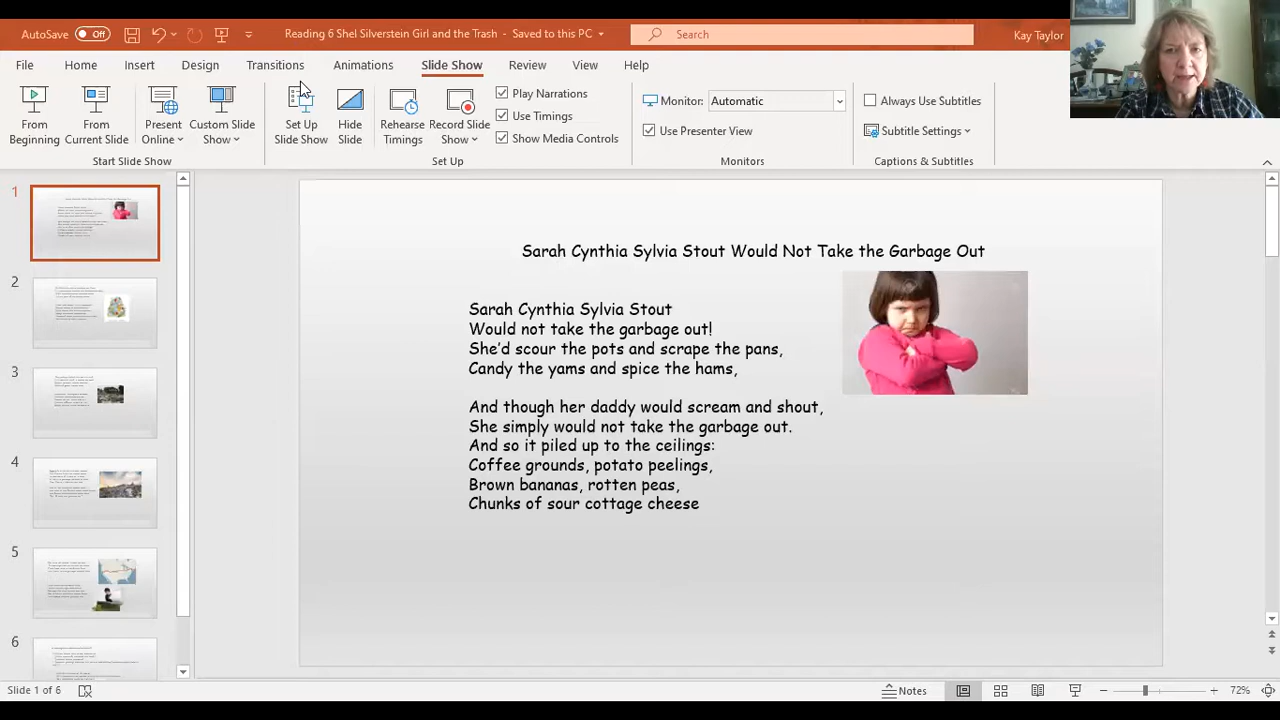 AutoSave Off Reading 6 Shel Silverstein Girl and the Trash - Saved to this PC Search Kay Taylor
File Home Insert Design Transitions Animations Slide Show Review View Help
From Beginning
From Current Slide
Present Online
Custom Slide Show
Set Up Slide Show
Hide Slide
Rehearse Timings
Record Slide Show
Play Narrations
Use Timings
Show Media Controls
Monitor: Automatic
Use Presenter View
Always Use Subtitles
Subtitle Settings
Start Slide Show Set Up Monitors Captions & Subtitles
1
2
3
4
5
6
Sarah Cynthia Sylvia Stout Would Not Take the Garbage Out
Sarah Cynthia Sylvia Stout
Would not take the garbage out!
She'd scour the pots and scrape the pans,
Candy the yams and spice the hams,
And though her daddy would scream and shout,
She simply would not take the garbage out.
And so it piled up to the ceilings:
Coffee grounds, potato peelings,
Brown bananas, rotten peas,
Chunks of sour cottage cheese
Slide 1 of 6 Notes 72%